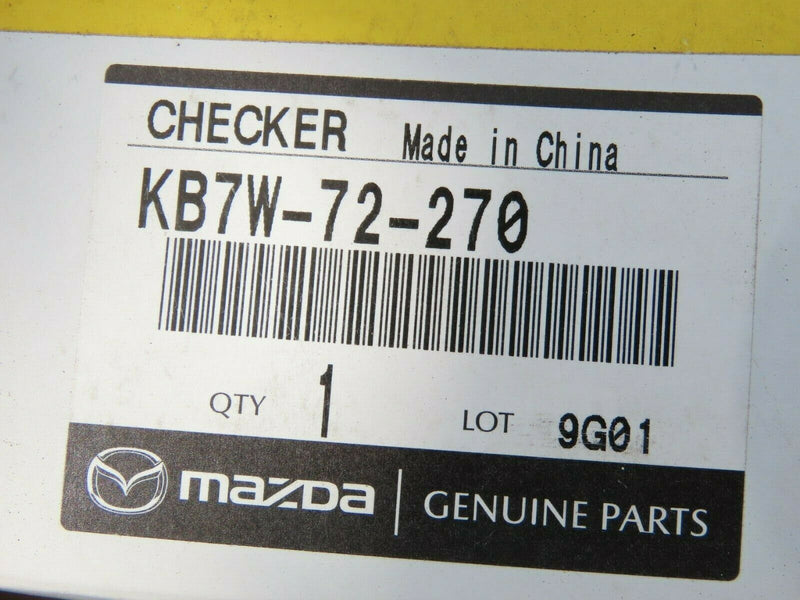 CHECKER Made in China
KB7W-72-270
QTY 1 LOT 9G01
mazda | GENUINE PARTS